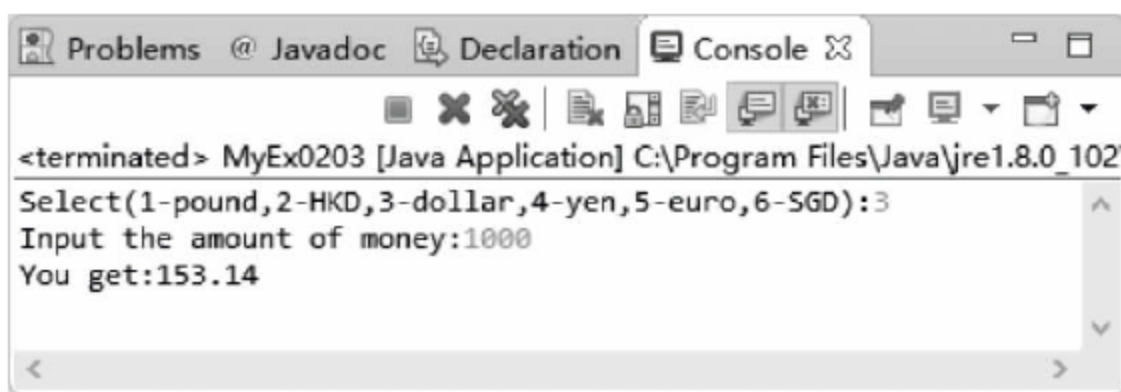 Problems @ Javadoc Declaration Console
<terminated> MyEx0203 [Java Application] C:\Program Files\Java\jre1.8.0_102
Select(1-pound,2-HKD,3-dollar,4-yen,5-euro,6-SGD):3
Input the amount of money:1000
You get:153.14